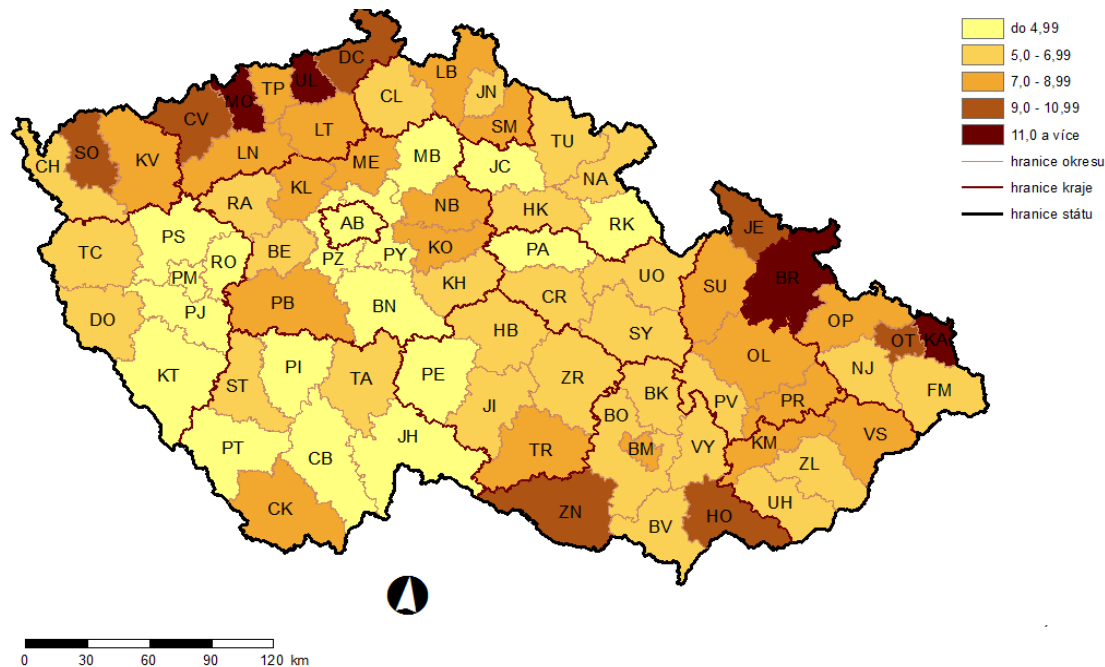 do 4,99
5,0 - 6,99
7,0 - 8,99
9,0 - 10,99
11,0 a více
hranice okresu
hranice kraje
hranice státu
DC
LB
UL
TP
MO
JN
CL
CV
LT
SM
TU
SO
KV
CH
LN
ME
MB
JC
NA
KL
RA
NB
HK
AB
RK
JE
PS
TC
RO
BE
PZ
PY
KO
PA
PM
UO
SU
BR
KH
CR
PB
BN
DO
PJ
OP
SY
HB
OT
KA
OL
NJ
KT
PI
TA
PE
ZR
ST
FM
BK
PV
PR
JI
BO
VS
JH
TR
BM
VY
KM
PT
CB
ZL
UH
CK
ZN
HO
BV
0 30 60 90 120 km